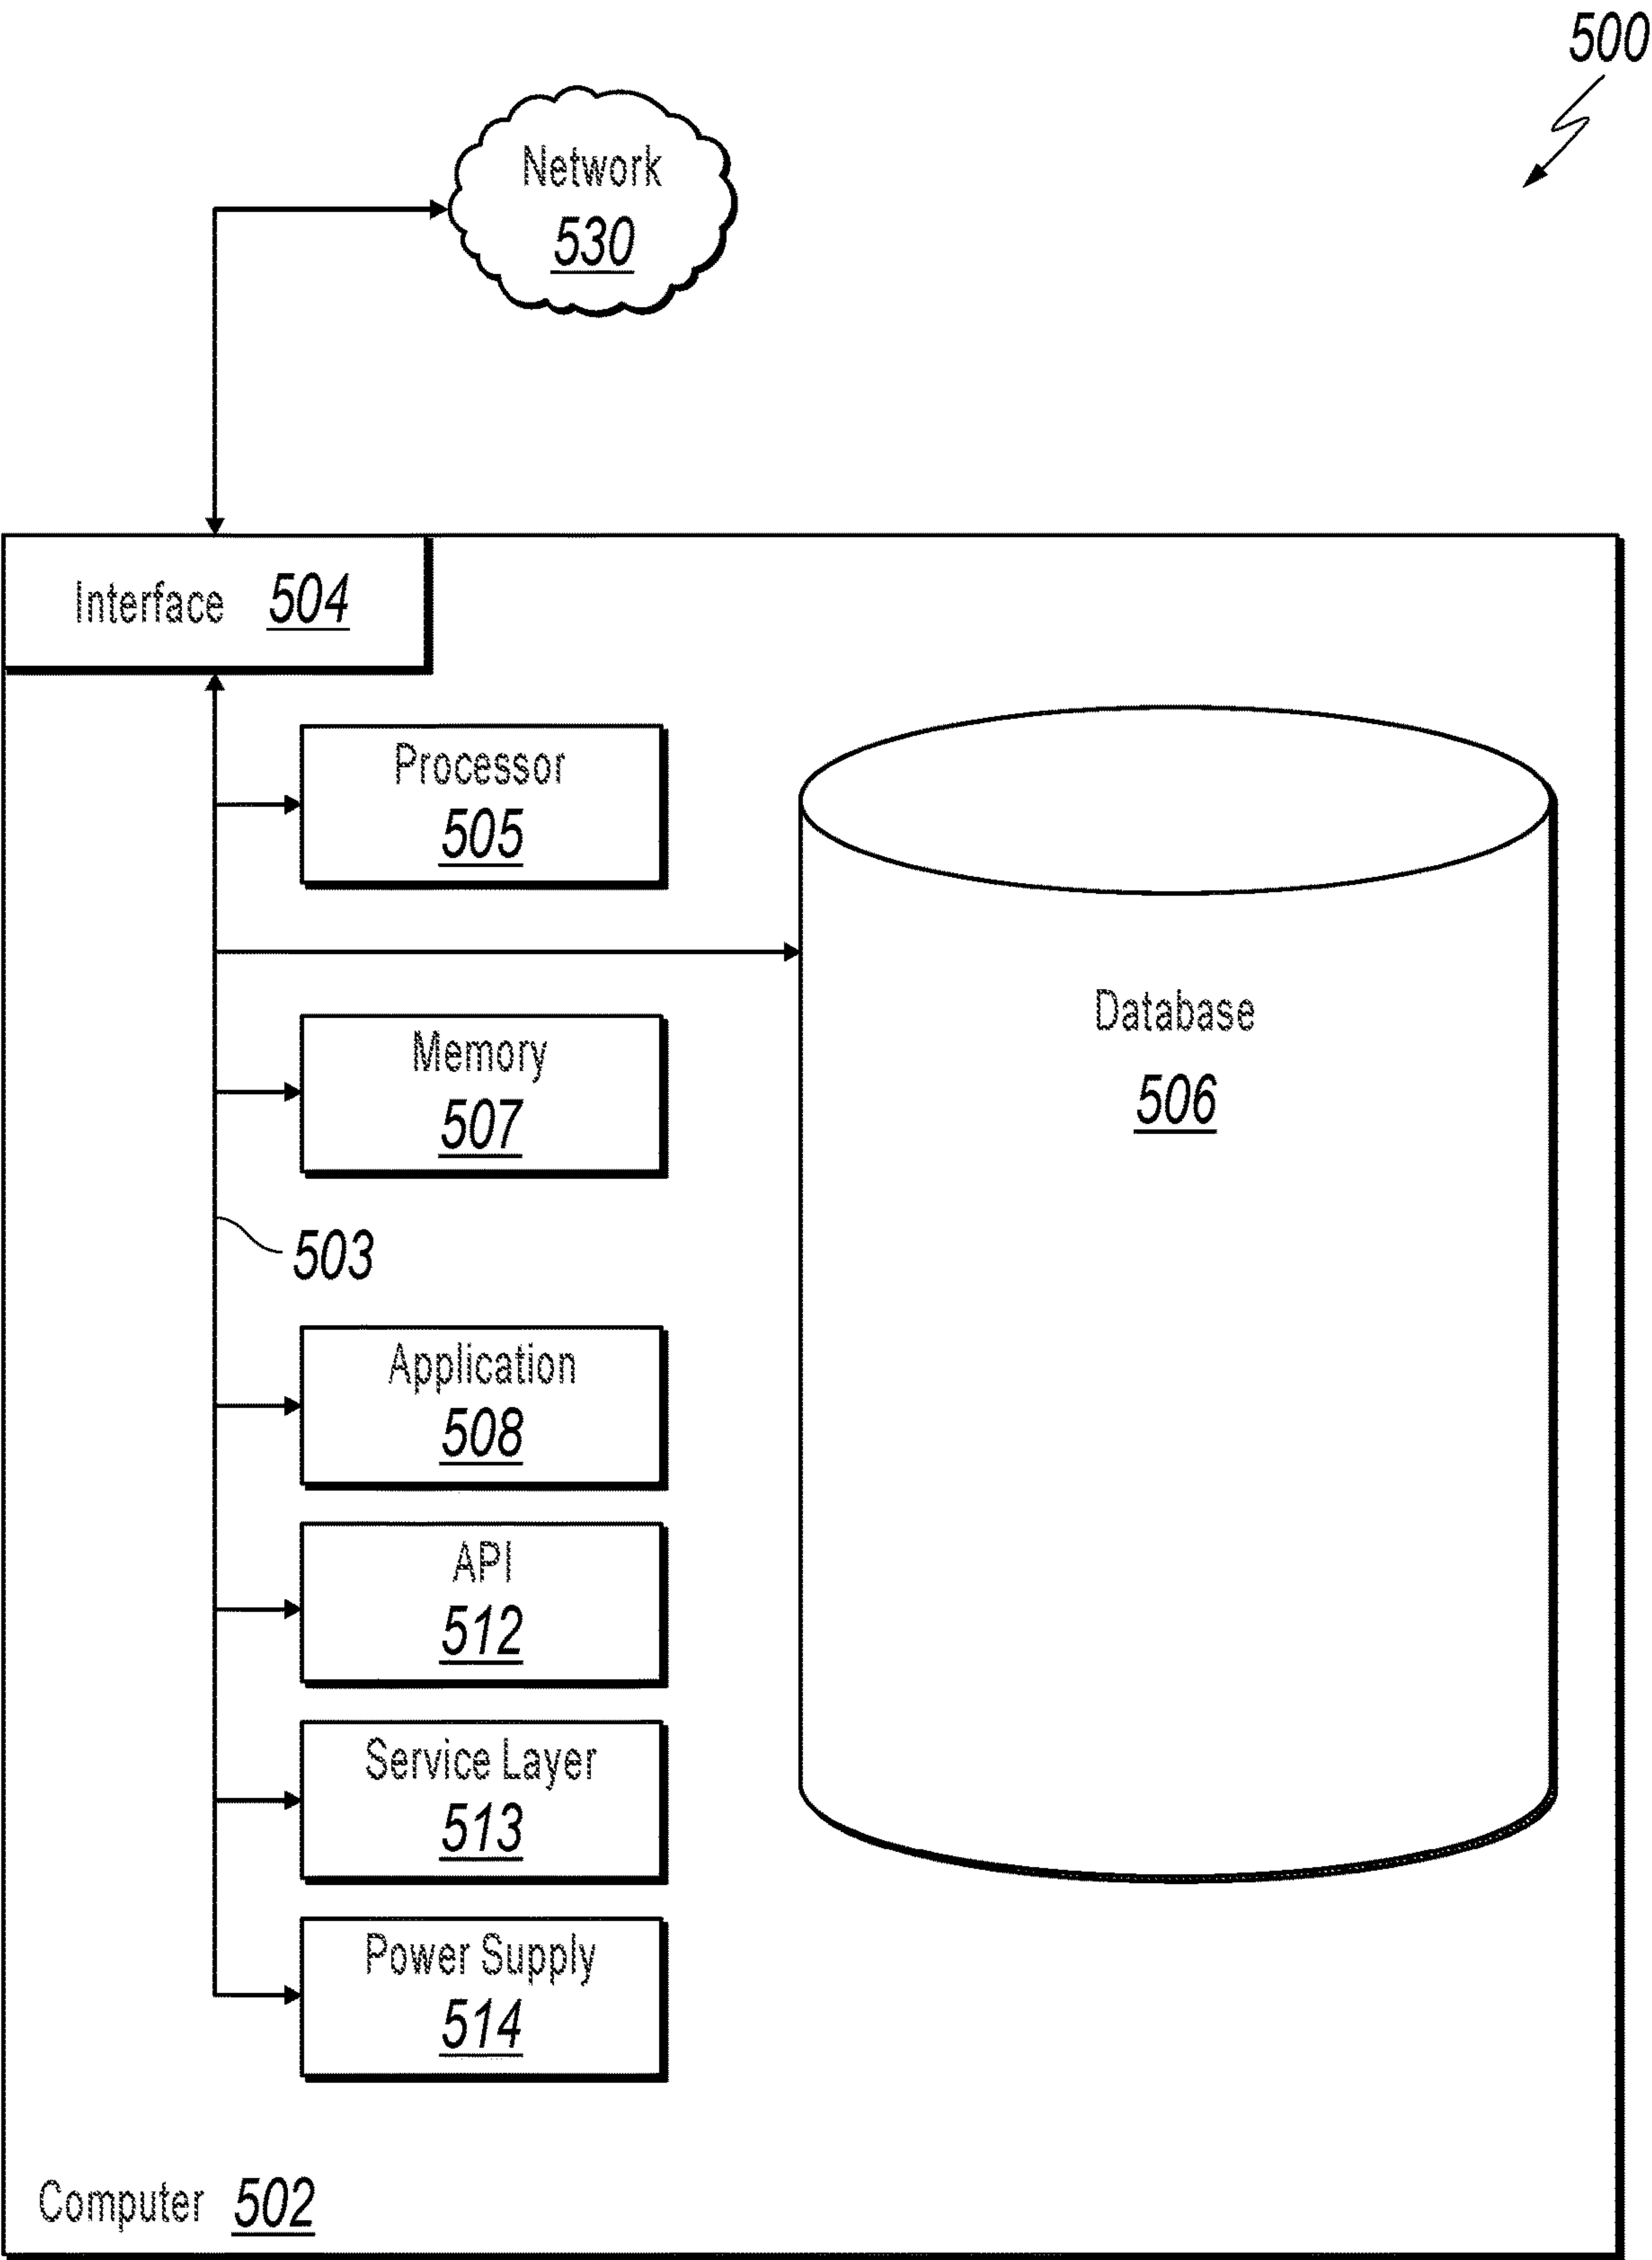 500
Network
530
Interface 504
Processor
505
Database
506
Memory
507
503
Application
508
API
512
Service Layer
513
Power Supply
514
Computer 502